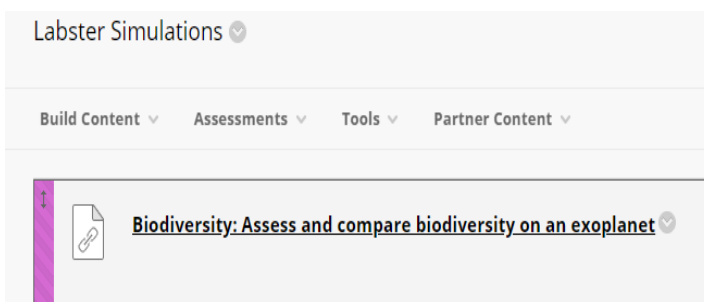 Labster Simulations
Build Content Assessments Tools Partner Content
Biodiversity: Assess and compare biodiversity on an exoplanet